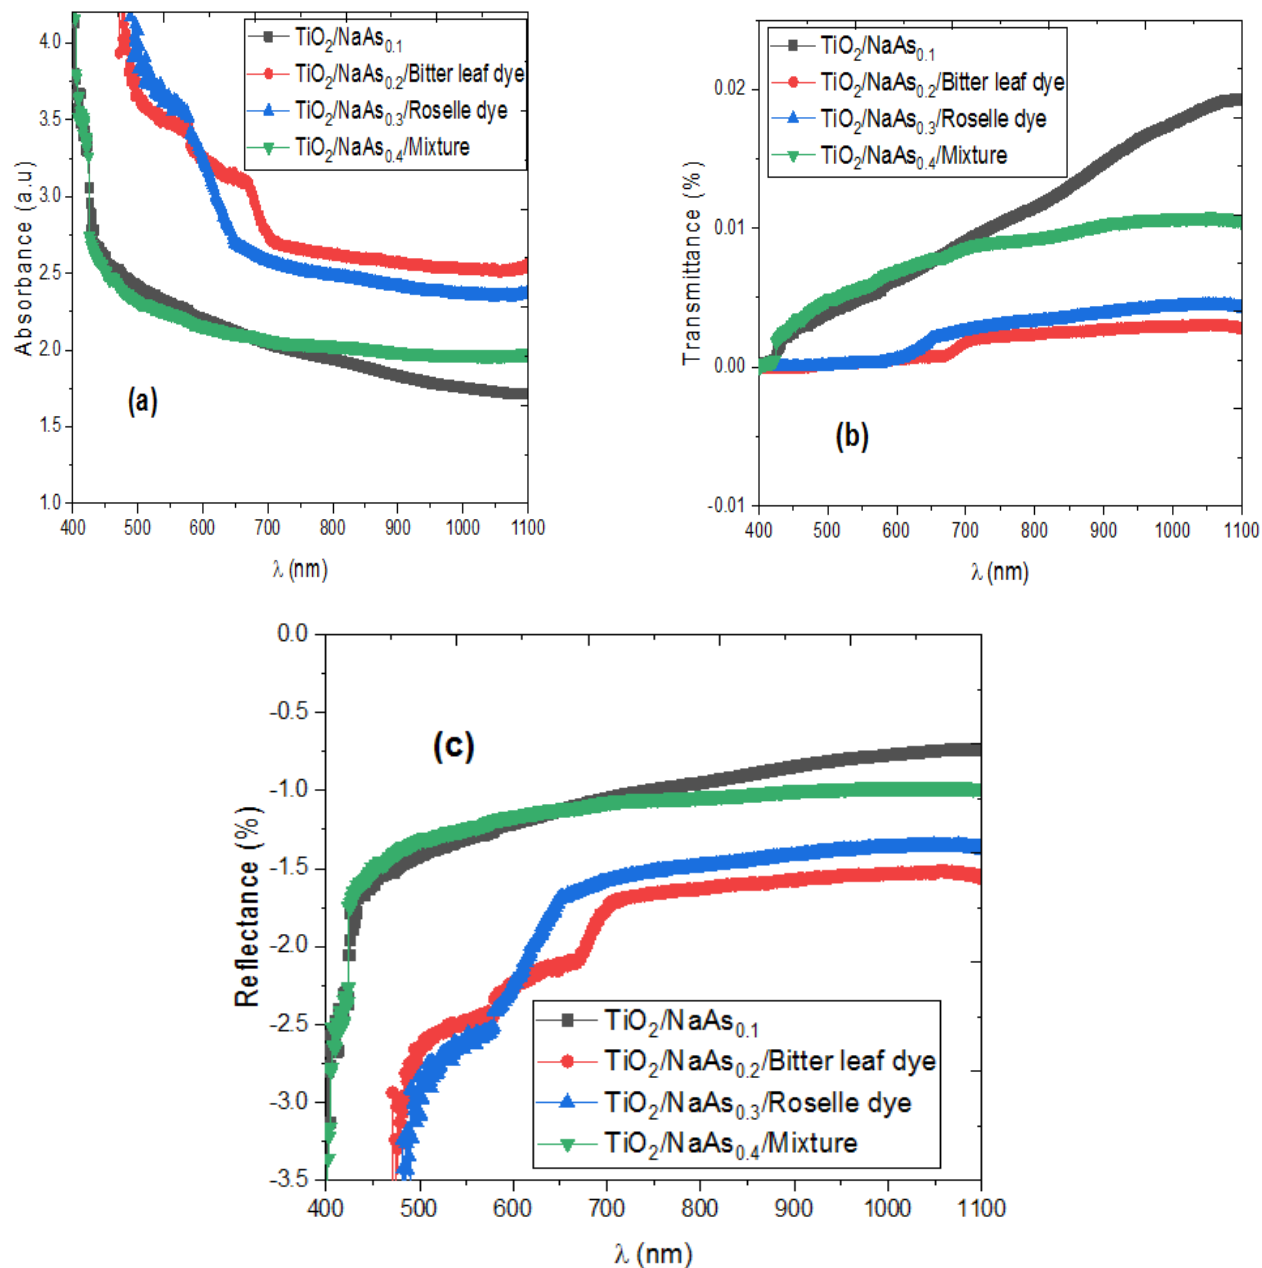 4.0
3.5
3.0
2.5
2.0
1.5
1.0
Absorbance (a.u)
TiO2/NaAs0.1
TiO2/NaAs0.2/Bitter leaf dye
TiO2/NaAs0.3/Roselle dye
TiO2/NaAs0.4/Mixture
(a)
400 500 600 700 800 900 1000 1100
λ (nm)
0.02
0.01
0.00
-0.01
Transmittance (%)
TiO2/NaAs0.1
TiO2/NaAs0.2/Bitter leaf dye
TiO2/NaAs0.3/Roselle dye
TiO2/NaAs0.4/Mixture
(b)
400 500 600 700 800 900 1000 1100
λ (nm)
0.0
-0.5
-1.0
-1.5
-2.0
-2.5
-3.0
-3.5
Reflectance (%)
(c)
TiO2/NaAs0.1
TiO2/NaAs0.2/Bitter leaf dye
TiO2/NaAs0.3/Roselle dye
TiO2/NaAs0.4/Mixture
400 500 600 700 800 900 1000 1100
λ (nm)